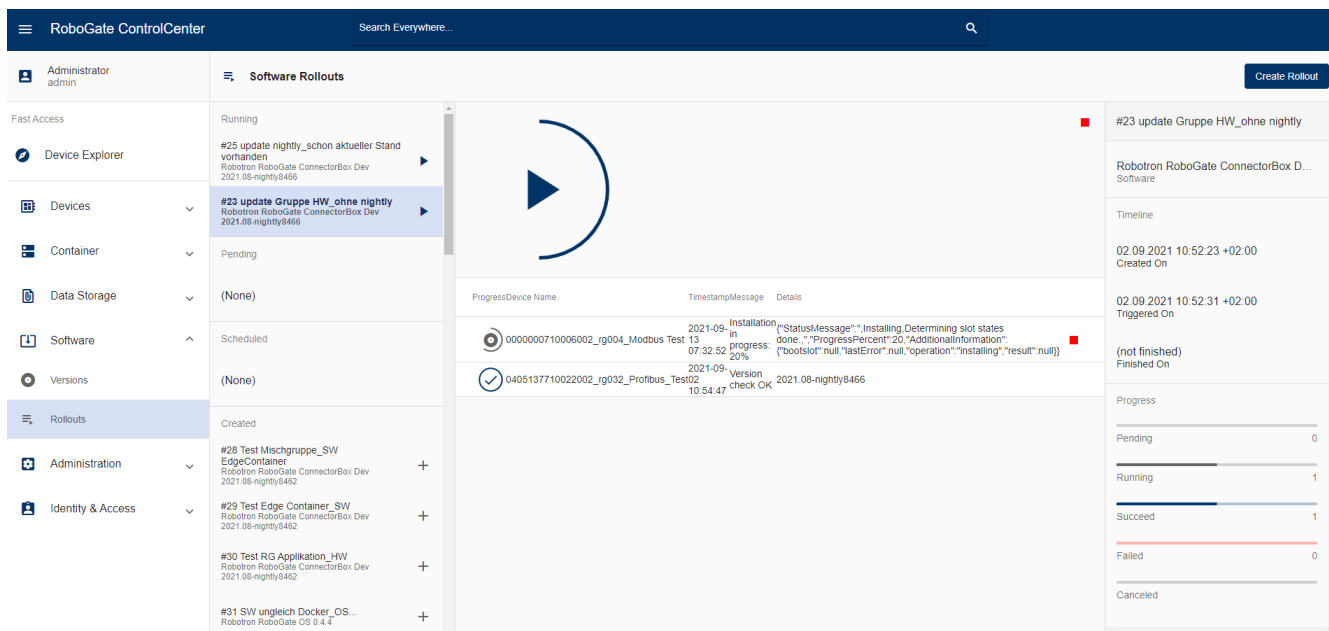 RoboGate ControlCenter
Search Everywhere...
Administrator
admin
Software Rollouts
Create Rollout
Fast Access
Device Explorer
Devices
Container
Data Storage
Software
Versions
Rollouts
Administration
Identity & Access
Running
#25 update nightly_schon aktueller Stand
vorhanden
Robotron RoboGate ConnectorBox Dev
2021.08-nightly8466
#23 update Gruppe HW_ohne nightly
Robotron RoboGate ConnectorBox Dev
2021.08-nightly8466
Pending
(None)
Scheduled
(None)
Created
#28 Test Mischgruppe_SW
EdgeContainer
Robotron RoboGate ConnectorBox Dev
2021.08-nightly8462
#29 Test Edge Container_SW
Robotron RoboGate ConnectorBox Dev
2021.08-nightly8462
#30 Test RG Applikation_HW
Robotron RoboGate ConnectorBox Dev
2021.08-nightly8462
#31 SW ungleich Docker_OS...
Robotron RoboGate OS 0.4.4
Progress Device Name Timestamp Message Details
0000000710006002_rg004_Modbus Test
2021-09-
13
07:32:52
Installation
in
progress:
20%
{"StatusMessage":",Installing,Determining slot states
done.,","ProgressPercent":20,"AdditionalInformation":
{"bootslot":null,"lastError":null,"operation":"installing","result":null}}
0405137710022002_rg032_Profibus_Test
2021-09-
02
10:54:47
Version
check OK
2021.08-nightly8466
#23 update Gruppe HW_ohne nightly
Robotron RoboGate ConnectorBox D...
Software
Timeline
02.09.2021 10:52:23 +02:00
Created On
02.09.2021 10:52:31 +02:00
Triggered On
(not finished)
Finished On
Progress
Pending 0
Running 1
Succeed 1
Failed 0
Canceled